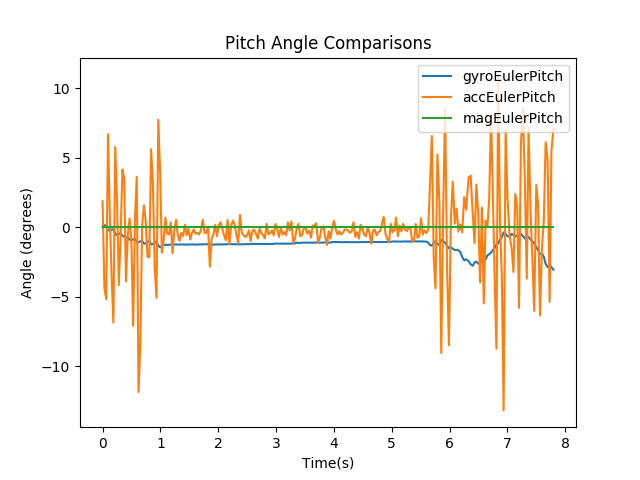 Pitch Angle Comparisons
gyroEulerPitch
accEulerPitch
magEulerPitch
10
5
0
−5
−10
Angle (degrees)
0 1 2 3 4 5 6 7 8
Time(s)